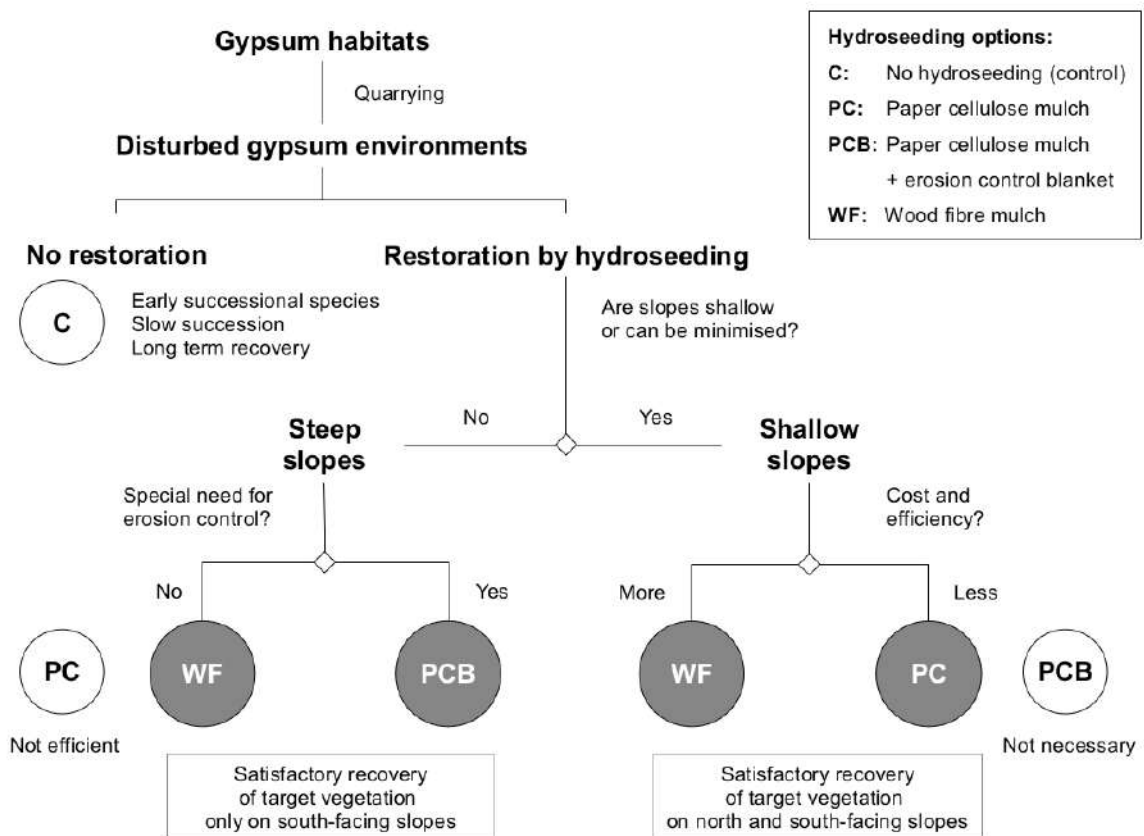 Gypsum habitats
Quarrying
Disturbed gypsum environments
Hydroseeding options:
C: No hydroseeding (control)
PC: Paper cellulose mulch
PCB: Paper cellulose mulch
+ erosion control blanket
WF: Wood fibre mulch
No restoration
C
Early successional species
Slow succession
Long term recovery
Restoration by hydroseeding
Are slopes shallow
or can be minimised?
No
Yes
Steep
slopes
Shallow
slopes
Special need for
erosion control?
Cost and
efficiency?
No
Yes
More
Less
PC
WF
PCB
WF
PC
PCB
Not efficient
Not necessary
Satisfactory recovery
of target vegetation
only on south-facing slopes
Satisfactory recovery
of target vegetation
on north and south-facing slopes